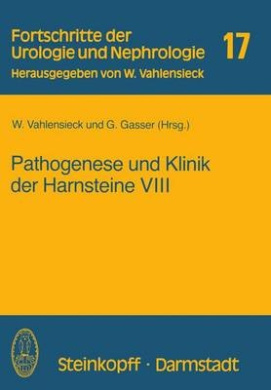 Fortschritte der
Urologie und Nephrologie
Herausgegeben von W. Vahlensieck
17
W. Vahlensieck und G. Gasser (Hrsg.)
Pathogenese und Klinik
der Harnsteine VIII
Steinkopff · Darmstadt